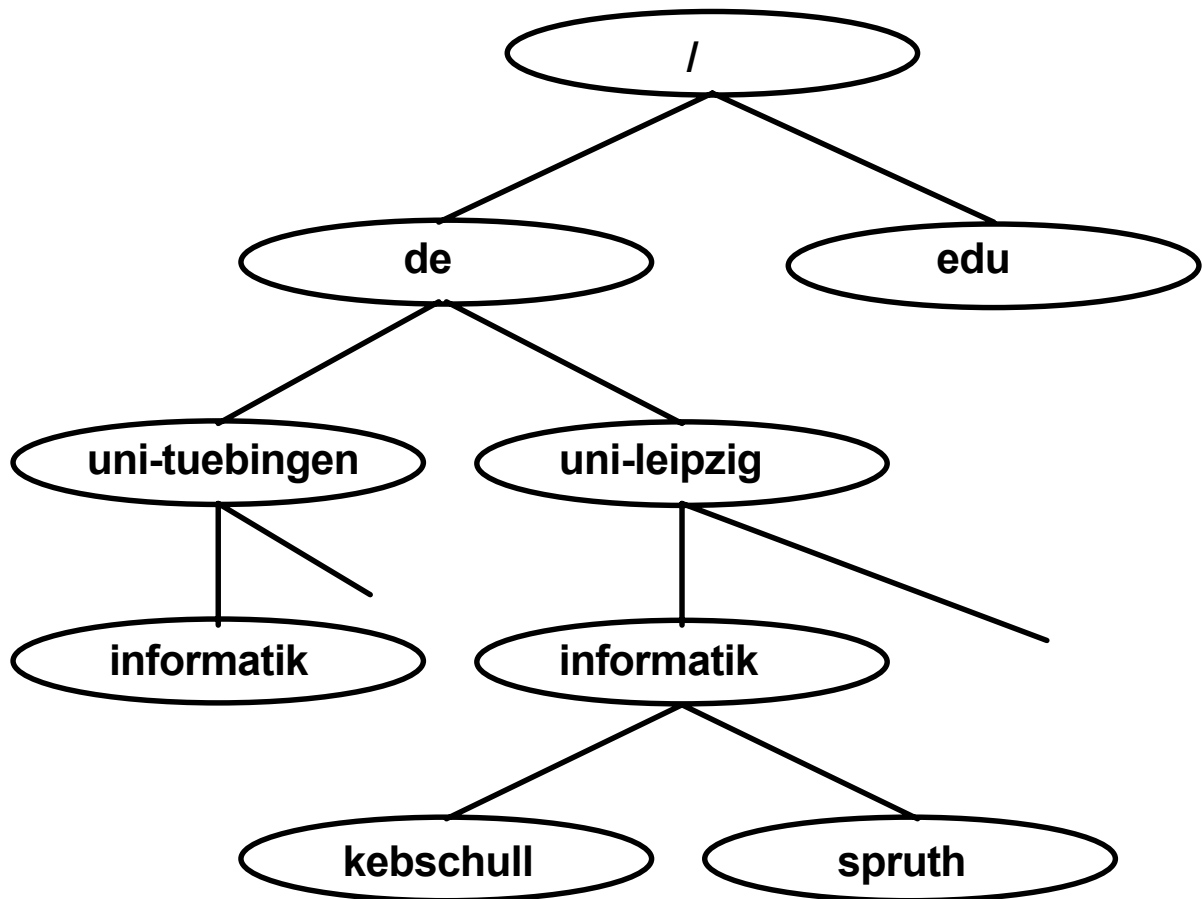 /
de
edu
uni-tuebingen
uni-leipzig
informatik
informatik
kebschull
spruth